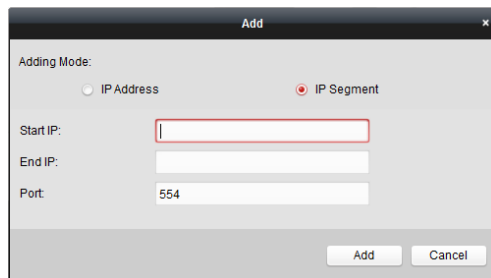 Add x
Adding Mode:
IP Address IP Segment
Start IP:
End IP:
Port: 554
Add Cancel